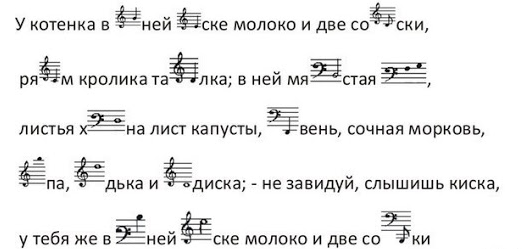 У котенка в ней ске молоко и две со ски,
ря м кролика та лка; в ней мя стая ,
листья х на лист капусты, вень, сочная морковь,
па, дька и диска; - не завидуй, слышишь киска,
у тебя же в ней ске молоко и две со ки